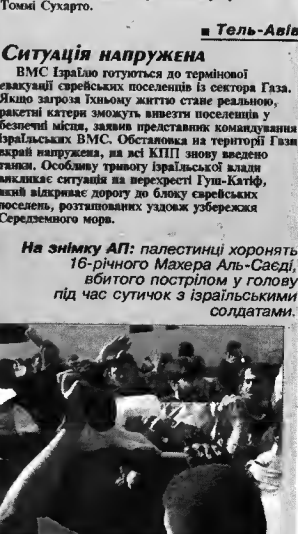 Томмі Сухарто.
■ Тель-Авів
Ситуація напружена
ВМС Ізраїлю готуються до термінової
евакуації єврейських поселенців із сектора Газа.
Якщо загроза їхньому життю стане реальною,
ракетні катери зможуть вивезти поселенців у
безпечні місця, заявив представник командування
ізраїльських ВМС. Обстановка на території Гази
вкрай напружена, на всі КПП знову введено
танки. Особливу тривогу ізраїльської влади
викликає ситуація на перехресті Гуш-Катіф,
який відкриває дорогу до блоку єврейських
поселень, розташованих уздовж узбережжя
Середземного моря.
На знімку АП: палестинці хоронять
16-річного Махера Аль-Саєді,
вбитого пострілом у голову
під час сутичок з ізраїльськими
солдатами.